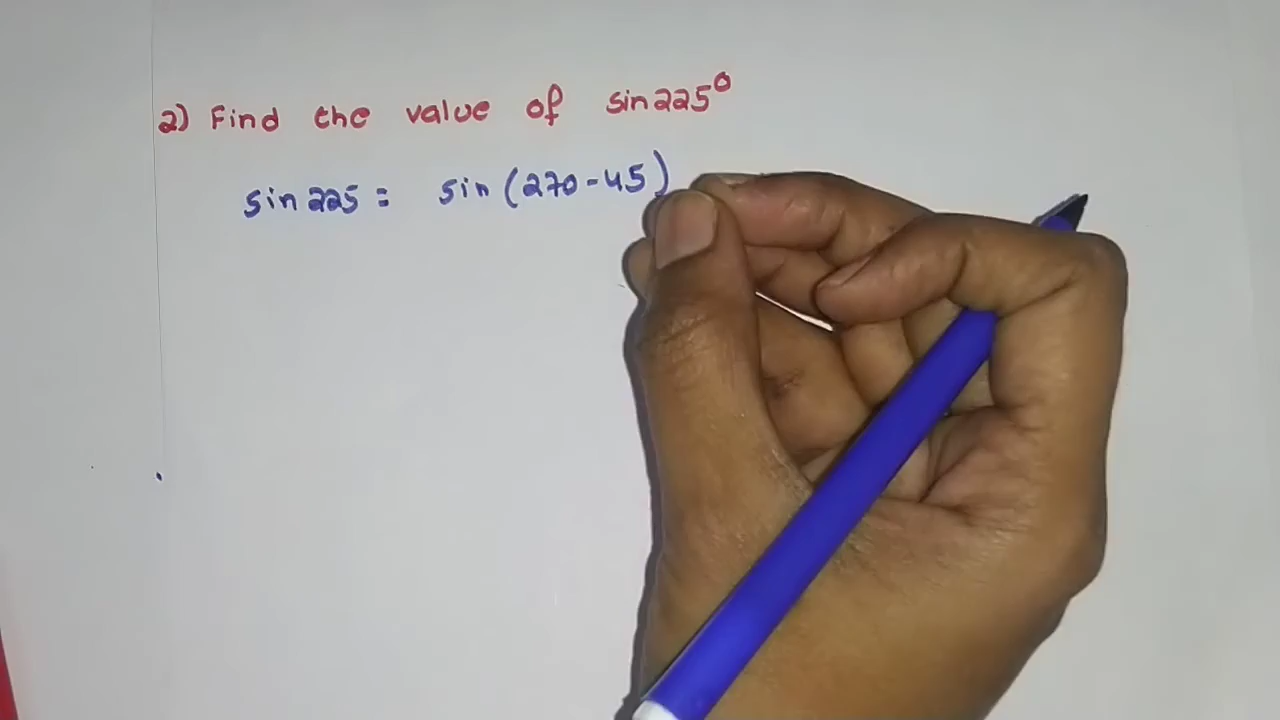 2) Find the value of sin225°
sin225 = sin(270-45)